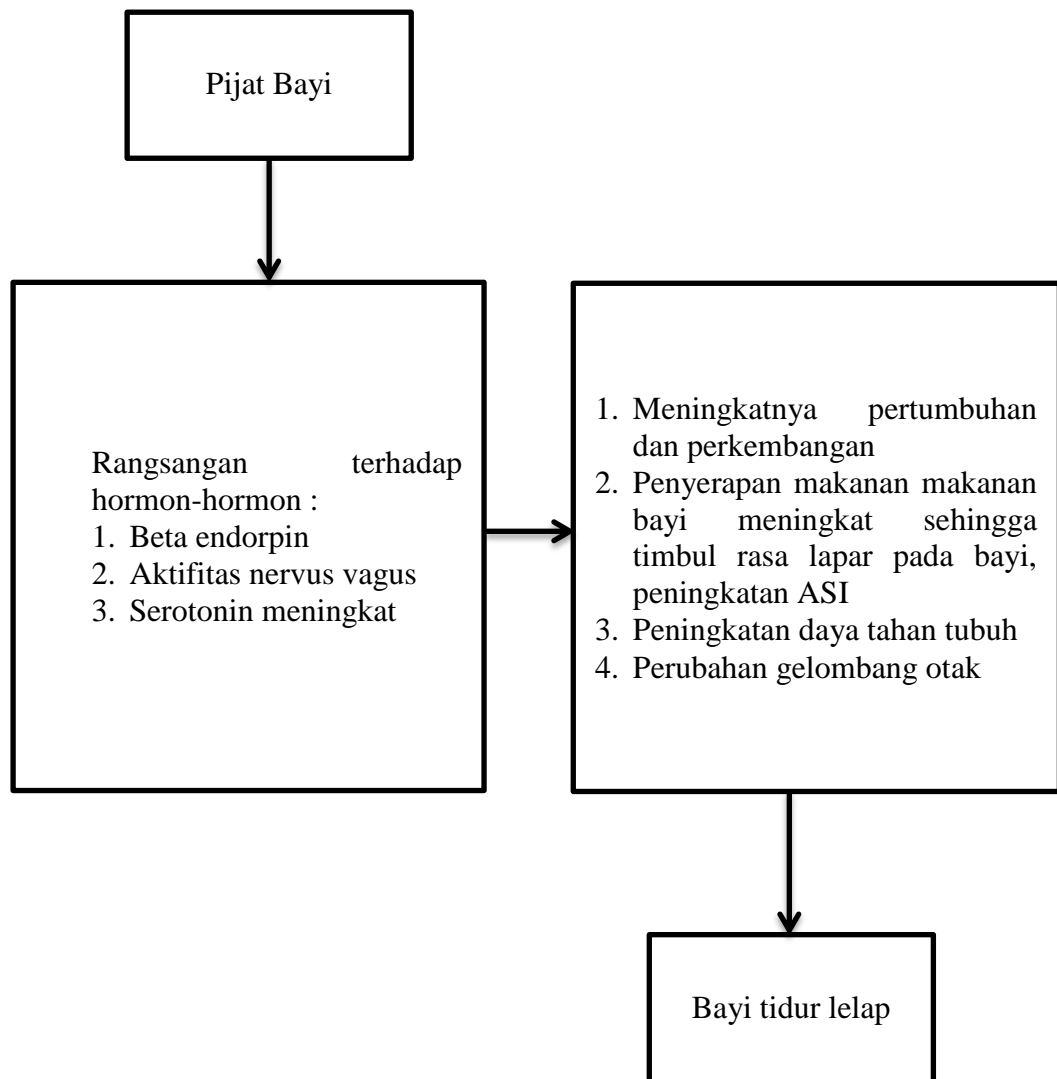 Pijat Bayi
Rangsangan terhadap
hormon-hormon :
1. Beta endorpin
2. Aktifitas nervus vagus
3. Serotonin meningkat
1. Meningkatnya pertumbuhan
dan perkembangan
2. Penyerapan makanan makanan
bayi meningkat sehingga
timbul rasa lapar pada bayi,
peningkatan ASI
3. Peningkatan daya tahan tubuh
4. Perubahan gelombang otak
Bayi tidur lelap